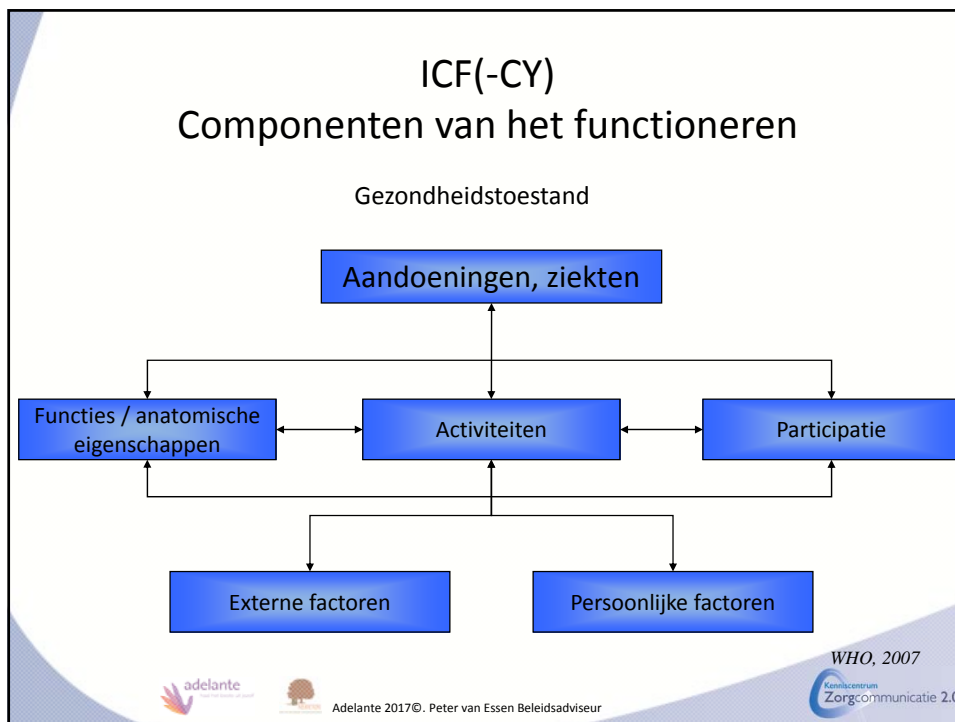 ICF(-CY)
Componenten van het functioneren
Gezondheidstoestand
Aandoeningen, ziekten
Functies / anatomische
eigenschappen
Activiteiten
Participatie
Externe factoren
Persoonlijke factoren
WHO, 2007
adelante
Adelante 2017©. Peter van Essen Beleidsadviseur
Kenniscentrum
Zorgcommunicatie 2.0